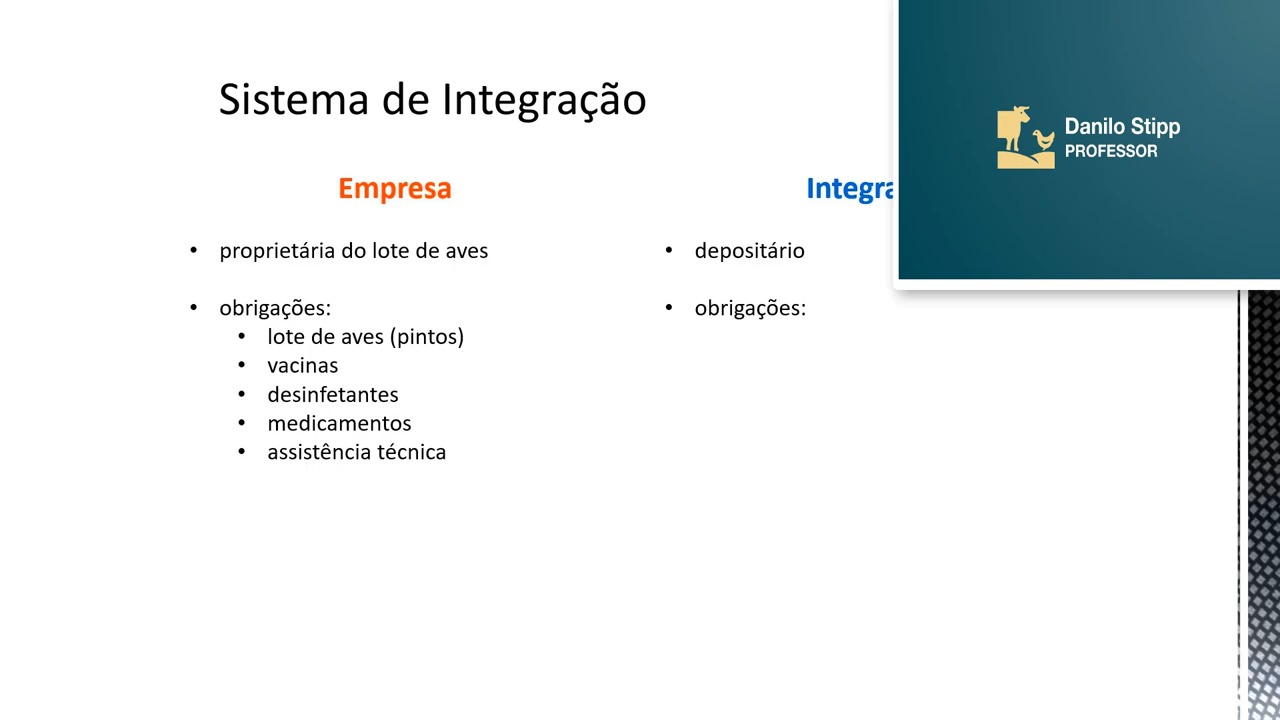 Sistema de Integração
Danilo Stipp
PROFESSOR
Empresa
• proprietária do lote de aves
• obrigações:
• lote de aves (pintos)
• vacinas
• desinfetantes
• medicamentos
• assistência técnica
• depositário
• obrigações: